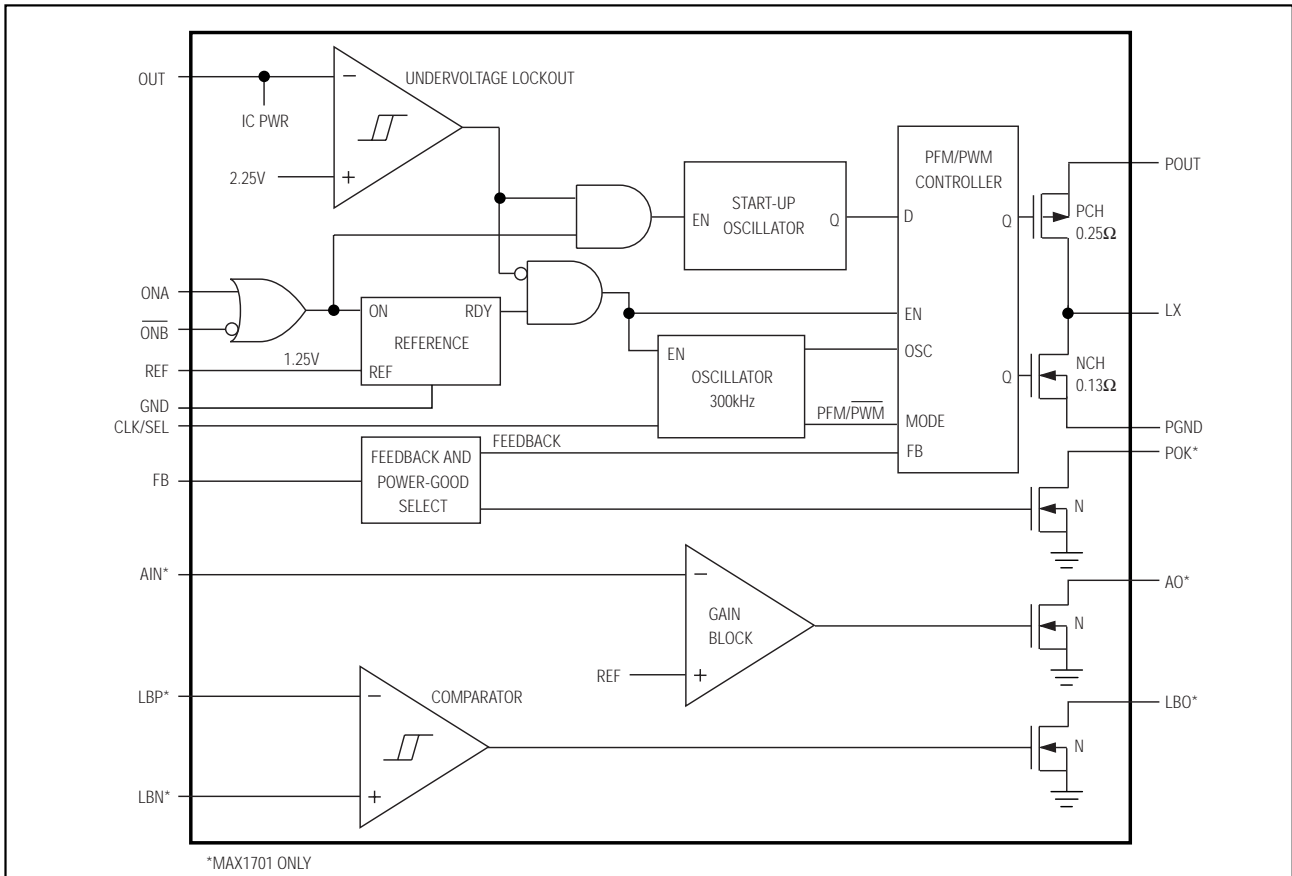 OUT
UNDERVOLTAGE LOCKOUT
−
IC PWR
2.25V
+
PFM/PWM
CONTROLLER
POUT
START-UP
OSCILLATOR
EN
Q
D
Q
PCH
0.25Ω
ONA
ONB
ON
RDY
REFERENCE
1.25V
REF
REF
GND
CLK/SEL
EN
OSC
LX
EN
OSCILLATOR
300kHz
Q
NCH
0.13Ω
PFM/PWM
MODE
PGND
FEEDBACK
FB
POK*
FB
FEEDBACK AND
POWER-GOOD
SELECT
N
AIN*
−
GAIN
BLOCK
REF
+
AO*
N
LBP*
−
COMPARATOR
LBO*
N
LBN*
+
*MAX1701 ONLY